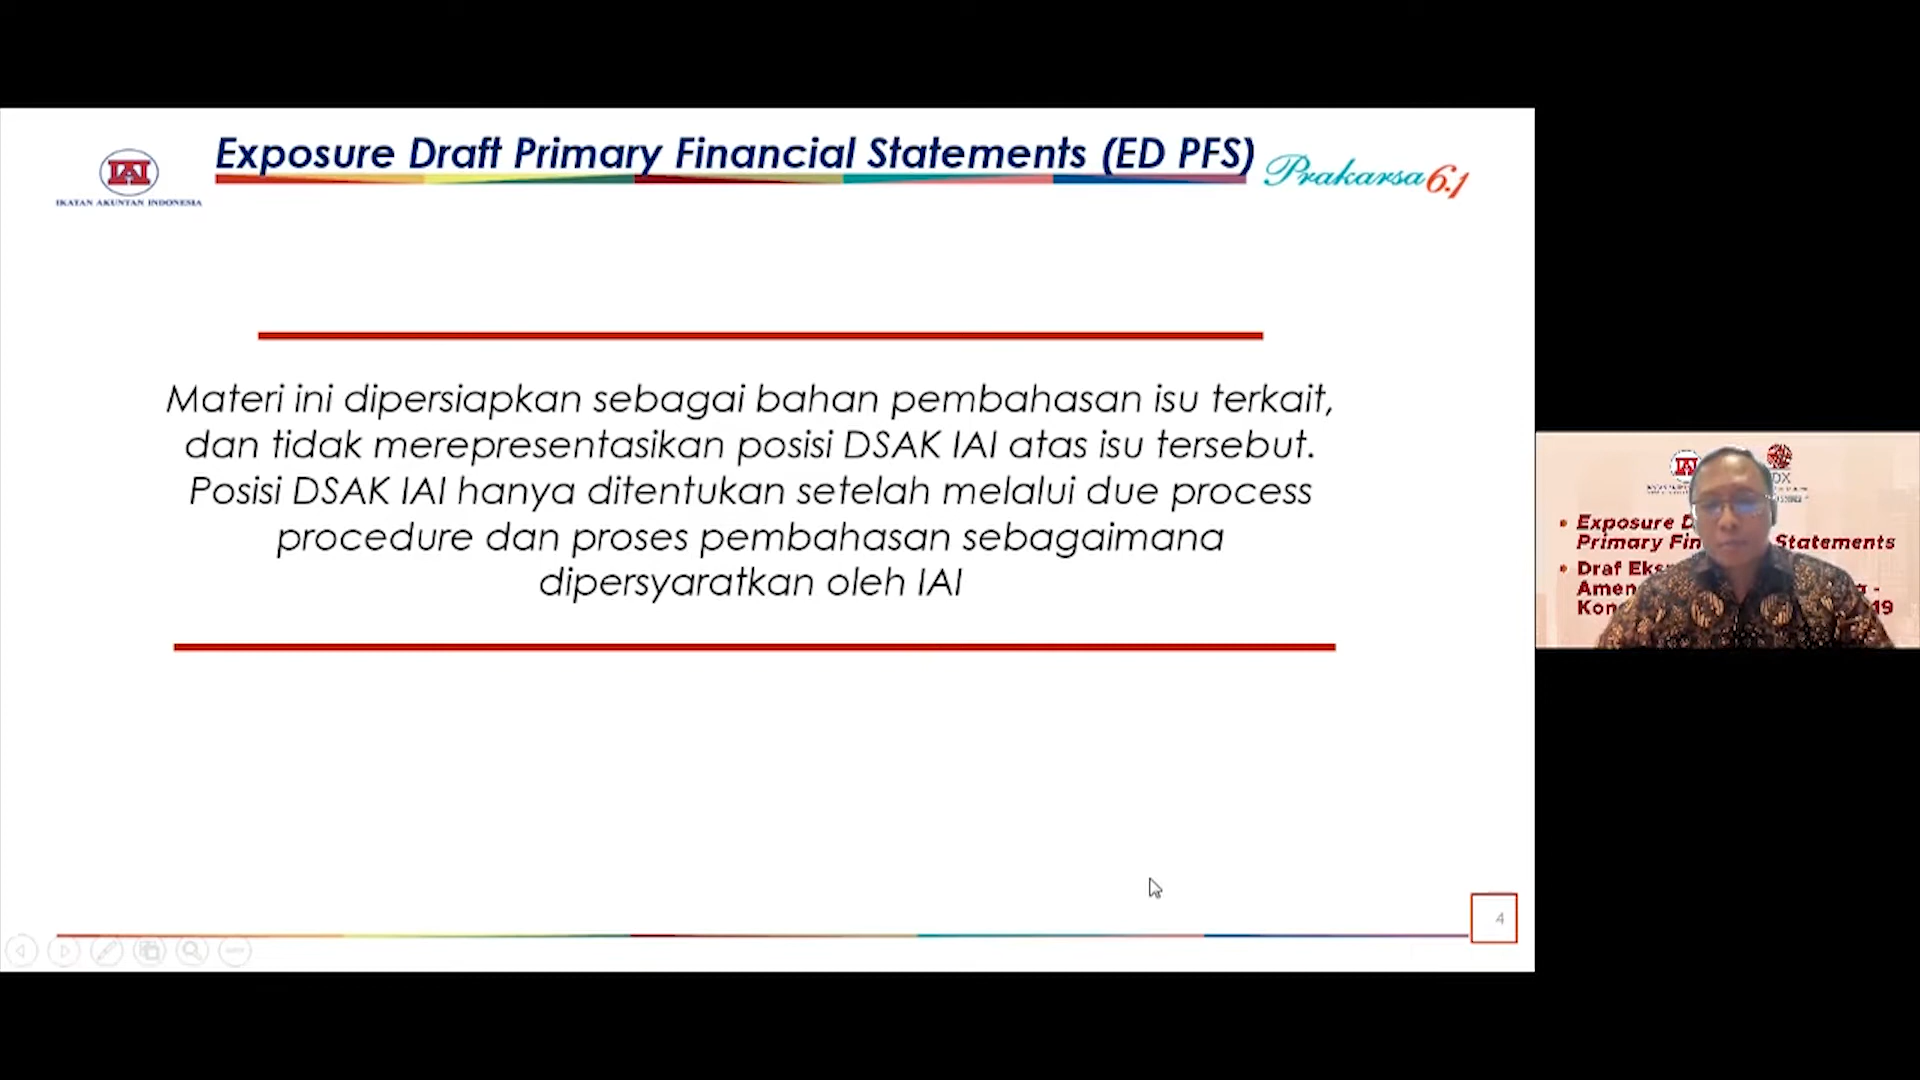 Exposure Draft Primary Financial Statements (ED PFS)
IAI
IKATAN AKUNTAN INDONESIA
Prakarsa 6.1
Materi ini dipersiapkan sebagai bahan pembahasan isu terkait,
dan tidak merepresentasikan posisi DSAK IAI atas isu tersebut.
Posisi DSAK IAI hanya ditentukan setelah melalui due process
procedure dan proses pembahasan sebagaimana
dipersyaratkan oleh IAI
4
IAI
• Exposure D
Primary Fin Statements
• Draf Eks
Amen -
Kon 19